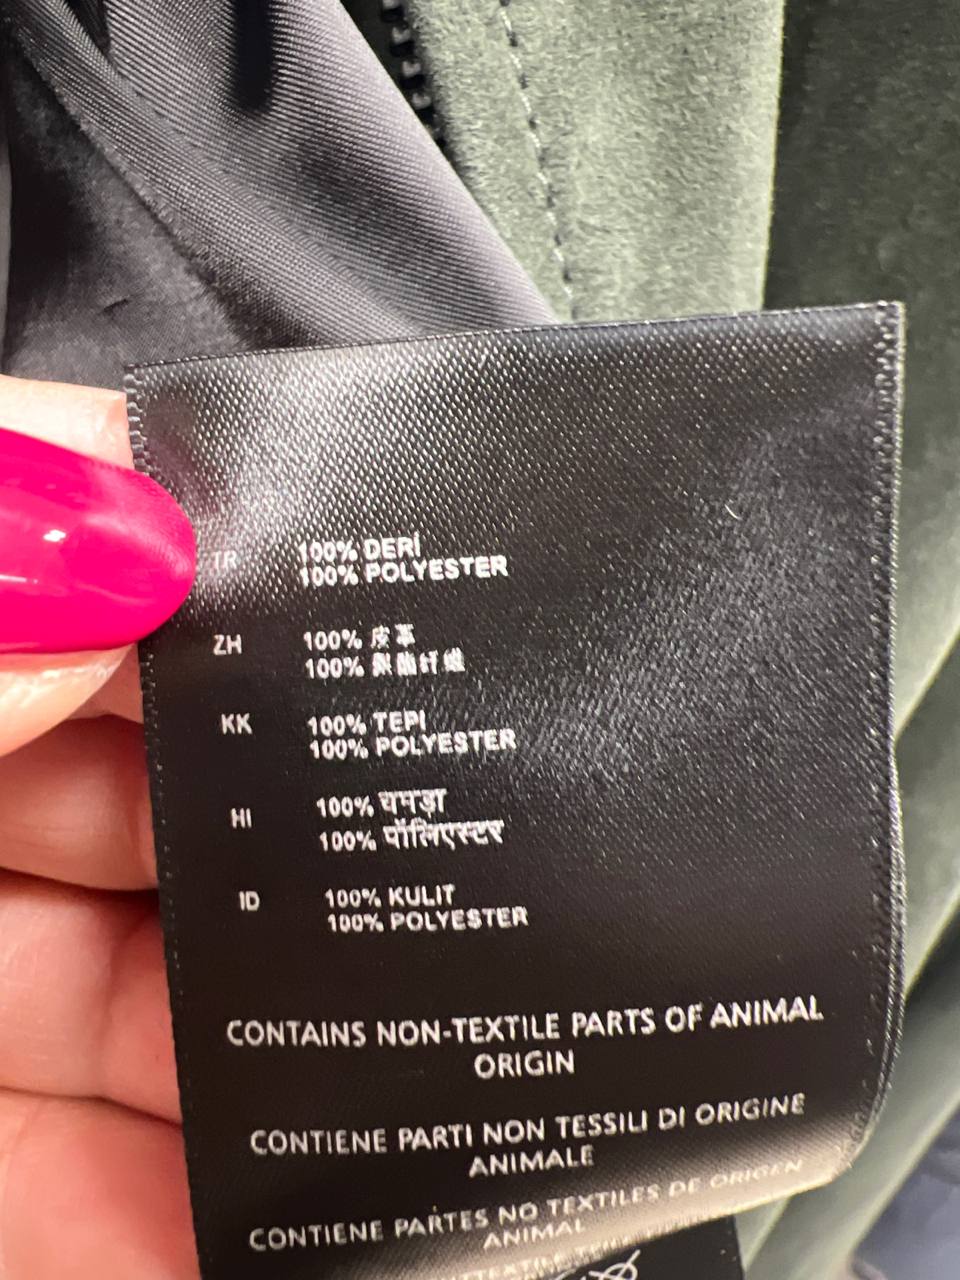 TR 100% DERİ
100% POLYESTER
ZH 100% 皮革
100% 聚酯纤维
KK 100% ТЕРІ
100% POLYESTER
HI 100% चमड़ा
100% पॉलिएस्टर
ID 100% KULIT
100% POLYESTER
CONTAINS NON-TEXTILE PARTS OF ANIMAL
ORIGIN
CONTIENE PARTI NON TESSILI DI ORIGINE
ANIMALE
CONTIENE PARTES NO TEXTILES DE ORIGEN
ANIMAL